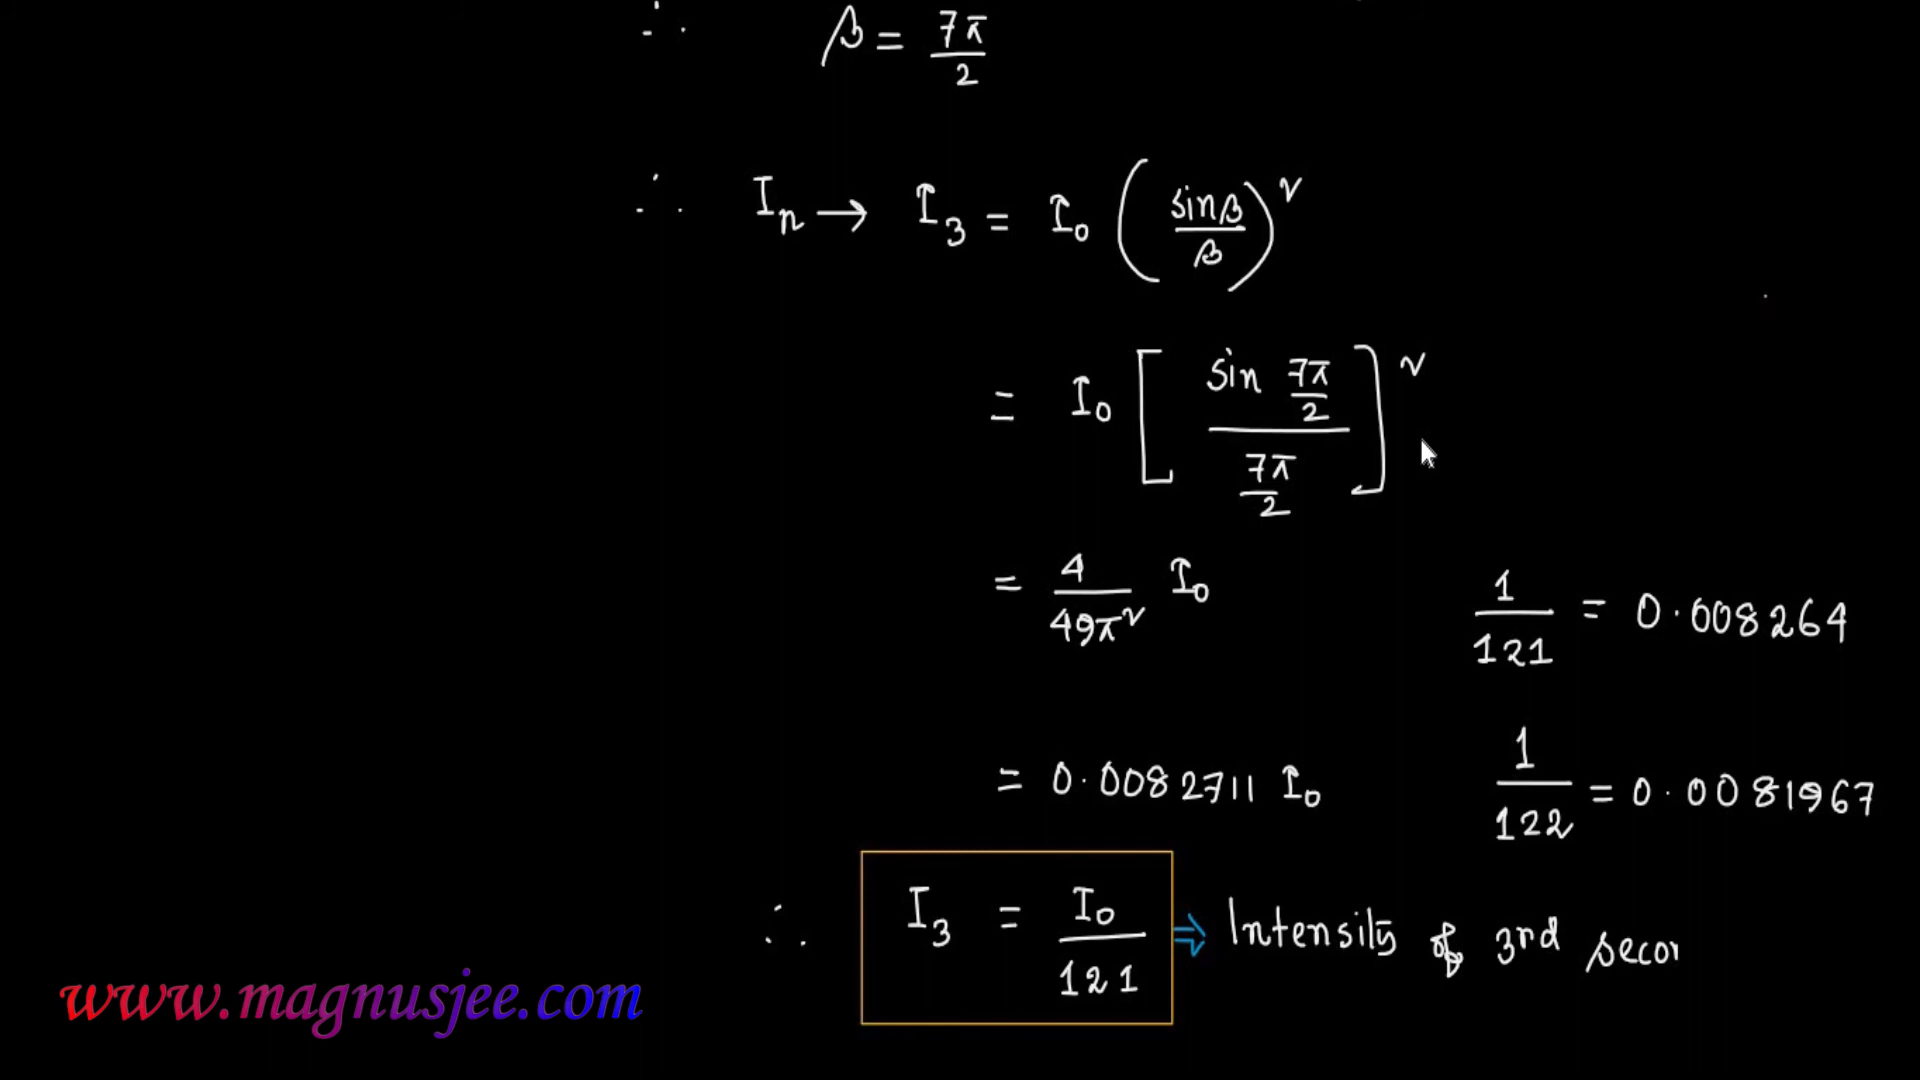 ∴ β = 7π/2
∴ Iₙ → I₃ = I₀ (sinβ/β)²
= I₀ [sin 7π/2 / 7π/2]²
= 4/49π² I₀
1/121 = 0.008264
= 0.0082711 I₀
1/122 = 0.0081967
∴ I₃ = I₀/121 ⇒ Intensity of 3rd secon
www.magnusjee.com